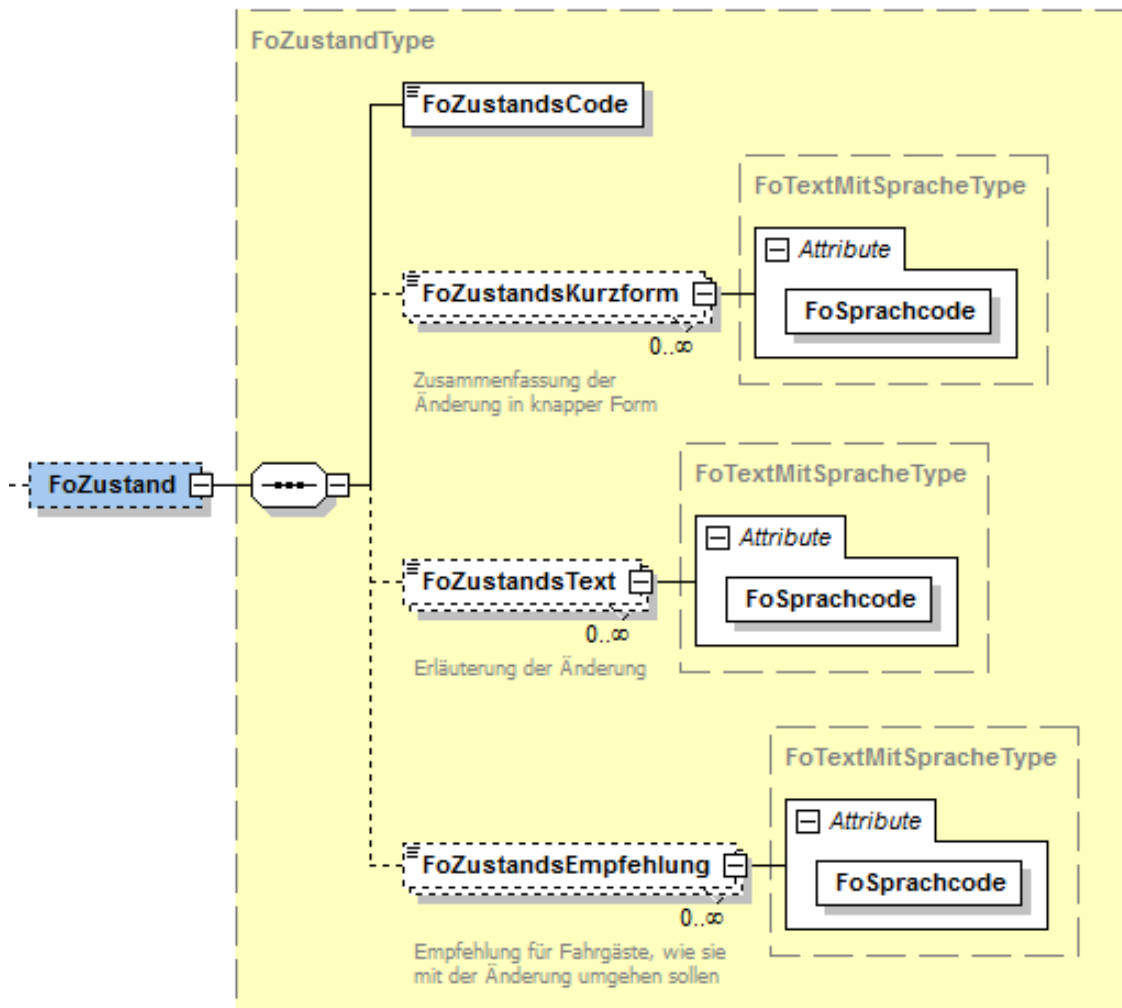 FoZustandType
FoZustandsCode
FoTextMitSpracheType
Attribute
FoZustandsKurzform
FoSprachcode
0..∞
Zusammenfassung der
Änderung in knapper Form
FoZustand
FoTextMitSpracheType
Attribute
FoZustandsText
FoSprachcode
0..∞
Erläuterung der Änderung
FoTextMitSpracheType
Attribute
FoZustandsEmpfehlung
FoSprachcode
0..∞
Empfehlung für Fahrgäste, wie sie
mit der Änderung umgehen sollen